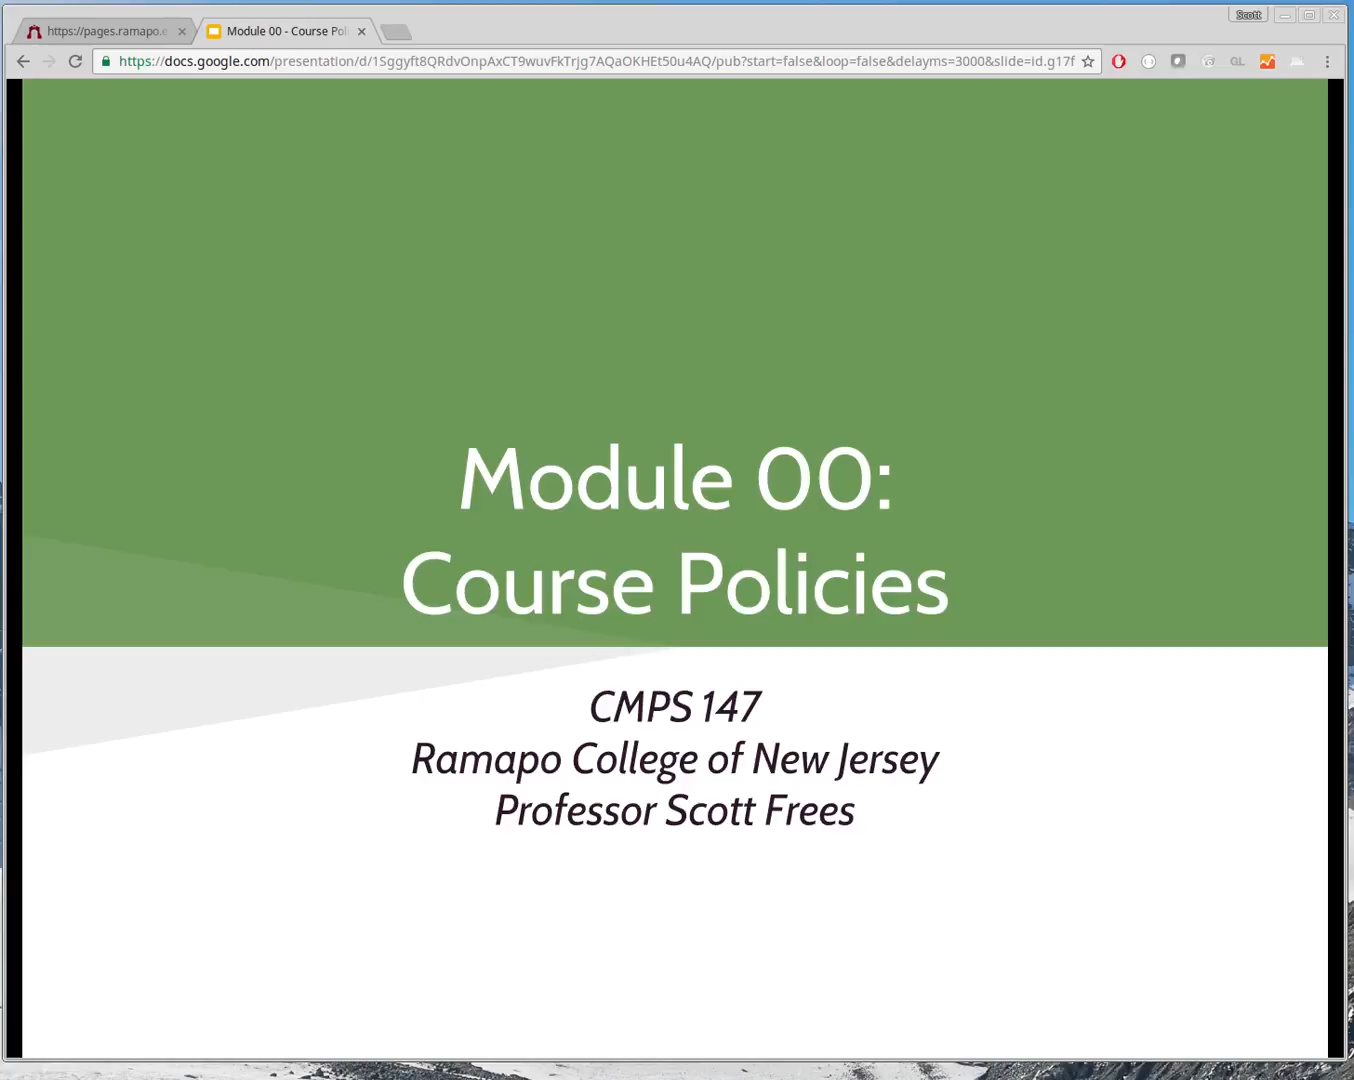 Scott
https://pages.ramapo.e
Module 00 - Course Pol
https://docs.google.com/presentation/d/1Sggyft8QRdvOnpAxCT9wuvFkTrjg7AQaOKHEt50u4AQ/pub?start=false&loop=false&delayms=3000&slide=id.g17f
GL
Module 00:
Course Policies
CMPS 147
Ramapo College of New Jersey
Professor Scott Frees